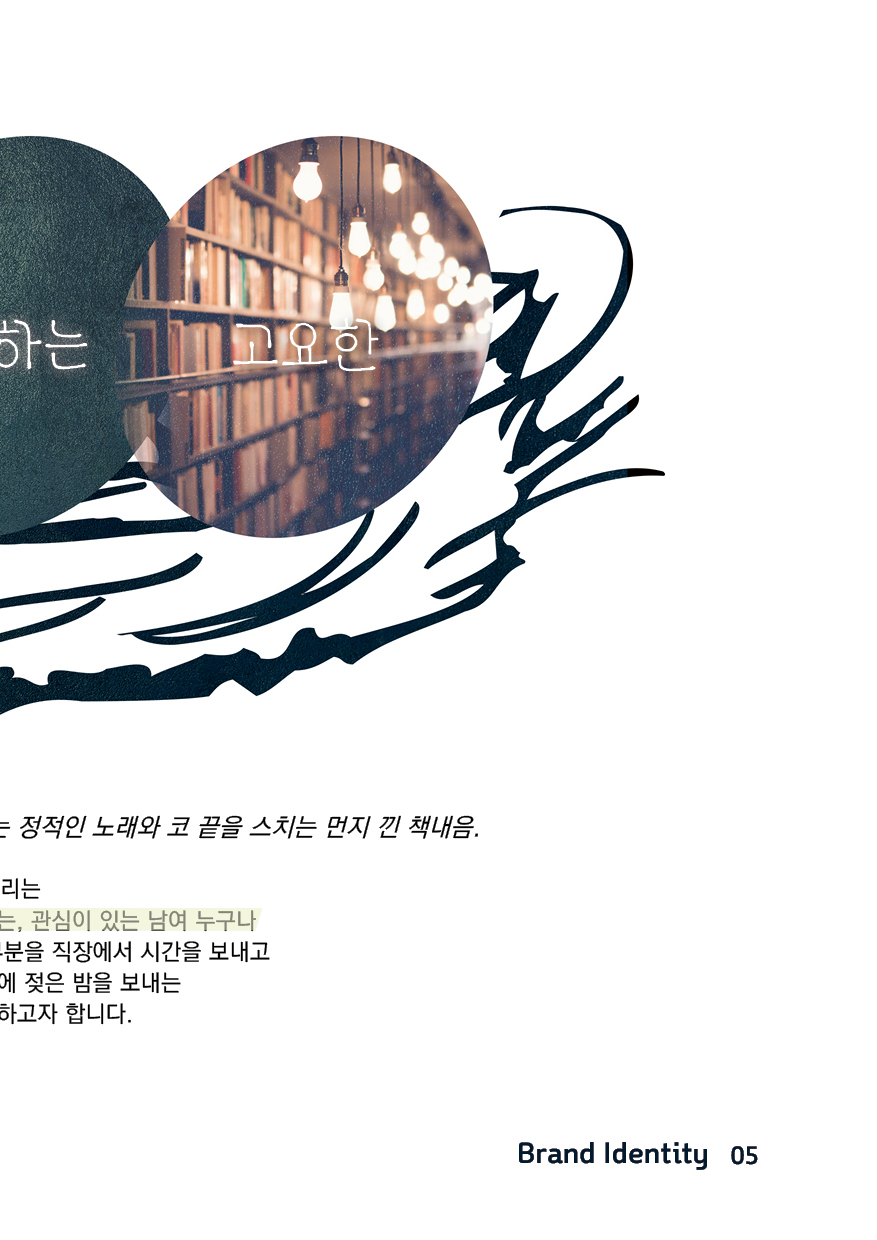 하는
고요한
는 정적인 노래와 코 끝을 스치는 먼지 낀 책내음.
리는
는, 관심이 있는 남여 누구나
부분을 직장에서 시간을 보내고
에 젖은 밤을 보내는
하고자 합니다.
Brand Identity 05